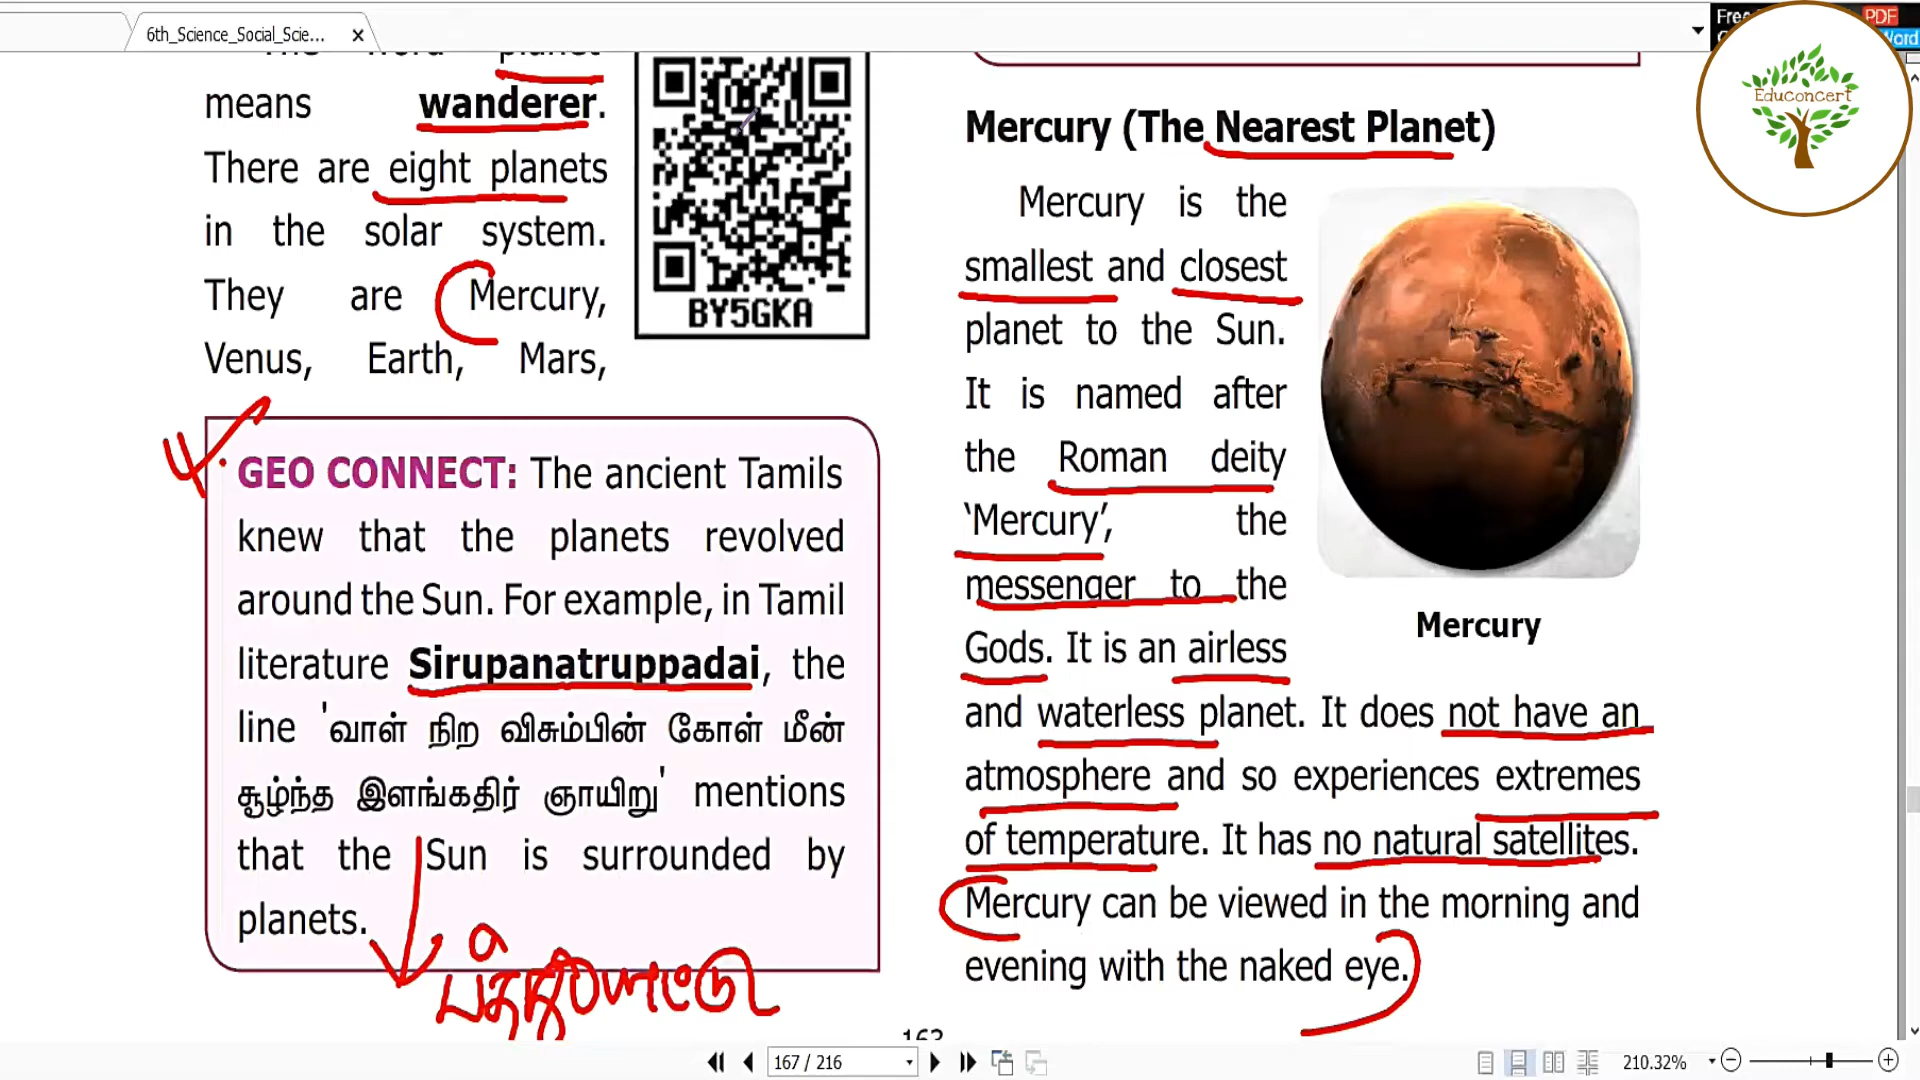 6th_Science_Social_Scie...
PDF
Word
Educoncert
means wanderer.
There are eight planets
in the solar system.
They are Mercury,
Venus, Earth, Mars,
BY5GKA
GEO CONNECT: The ancient Tamils
knew that the planets revolved
around the Sun. For example, in Tamil
literature Sirupanatruppadai, the
line 'வாள் நிற விசும்பின் கோள் மீன்
சூழ்ந்த இளங்கதிர் ஞாயிறு' mentions
that the Sun is surrounded by
planets.
Mercury (The Nearest Planet)
Mercury is the
smallest and closest
planet to the Sun.
It is named after
the Roman deity
‘Mercury’, the
messenger to the
Gods. It is an airless
and waterless planet. It does not have an
atmosphere and so experiences extremes
of temperature. It has no natural satellites.
Mercury can be viewed in the morning and
evening with the naked eye.
Mercury
167 / 216
210.32%